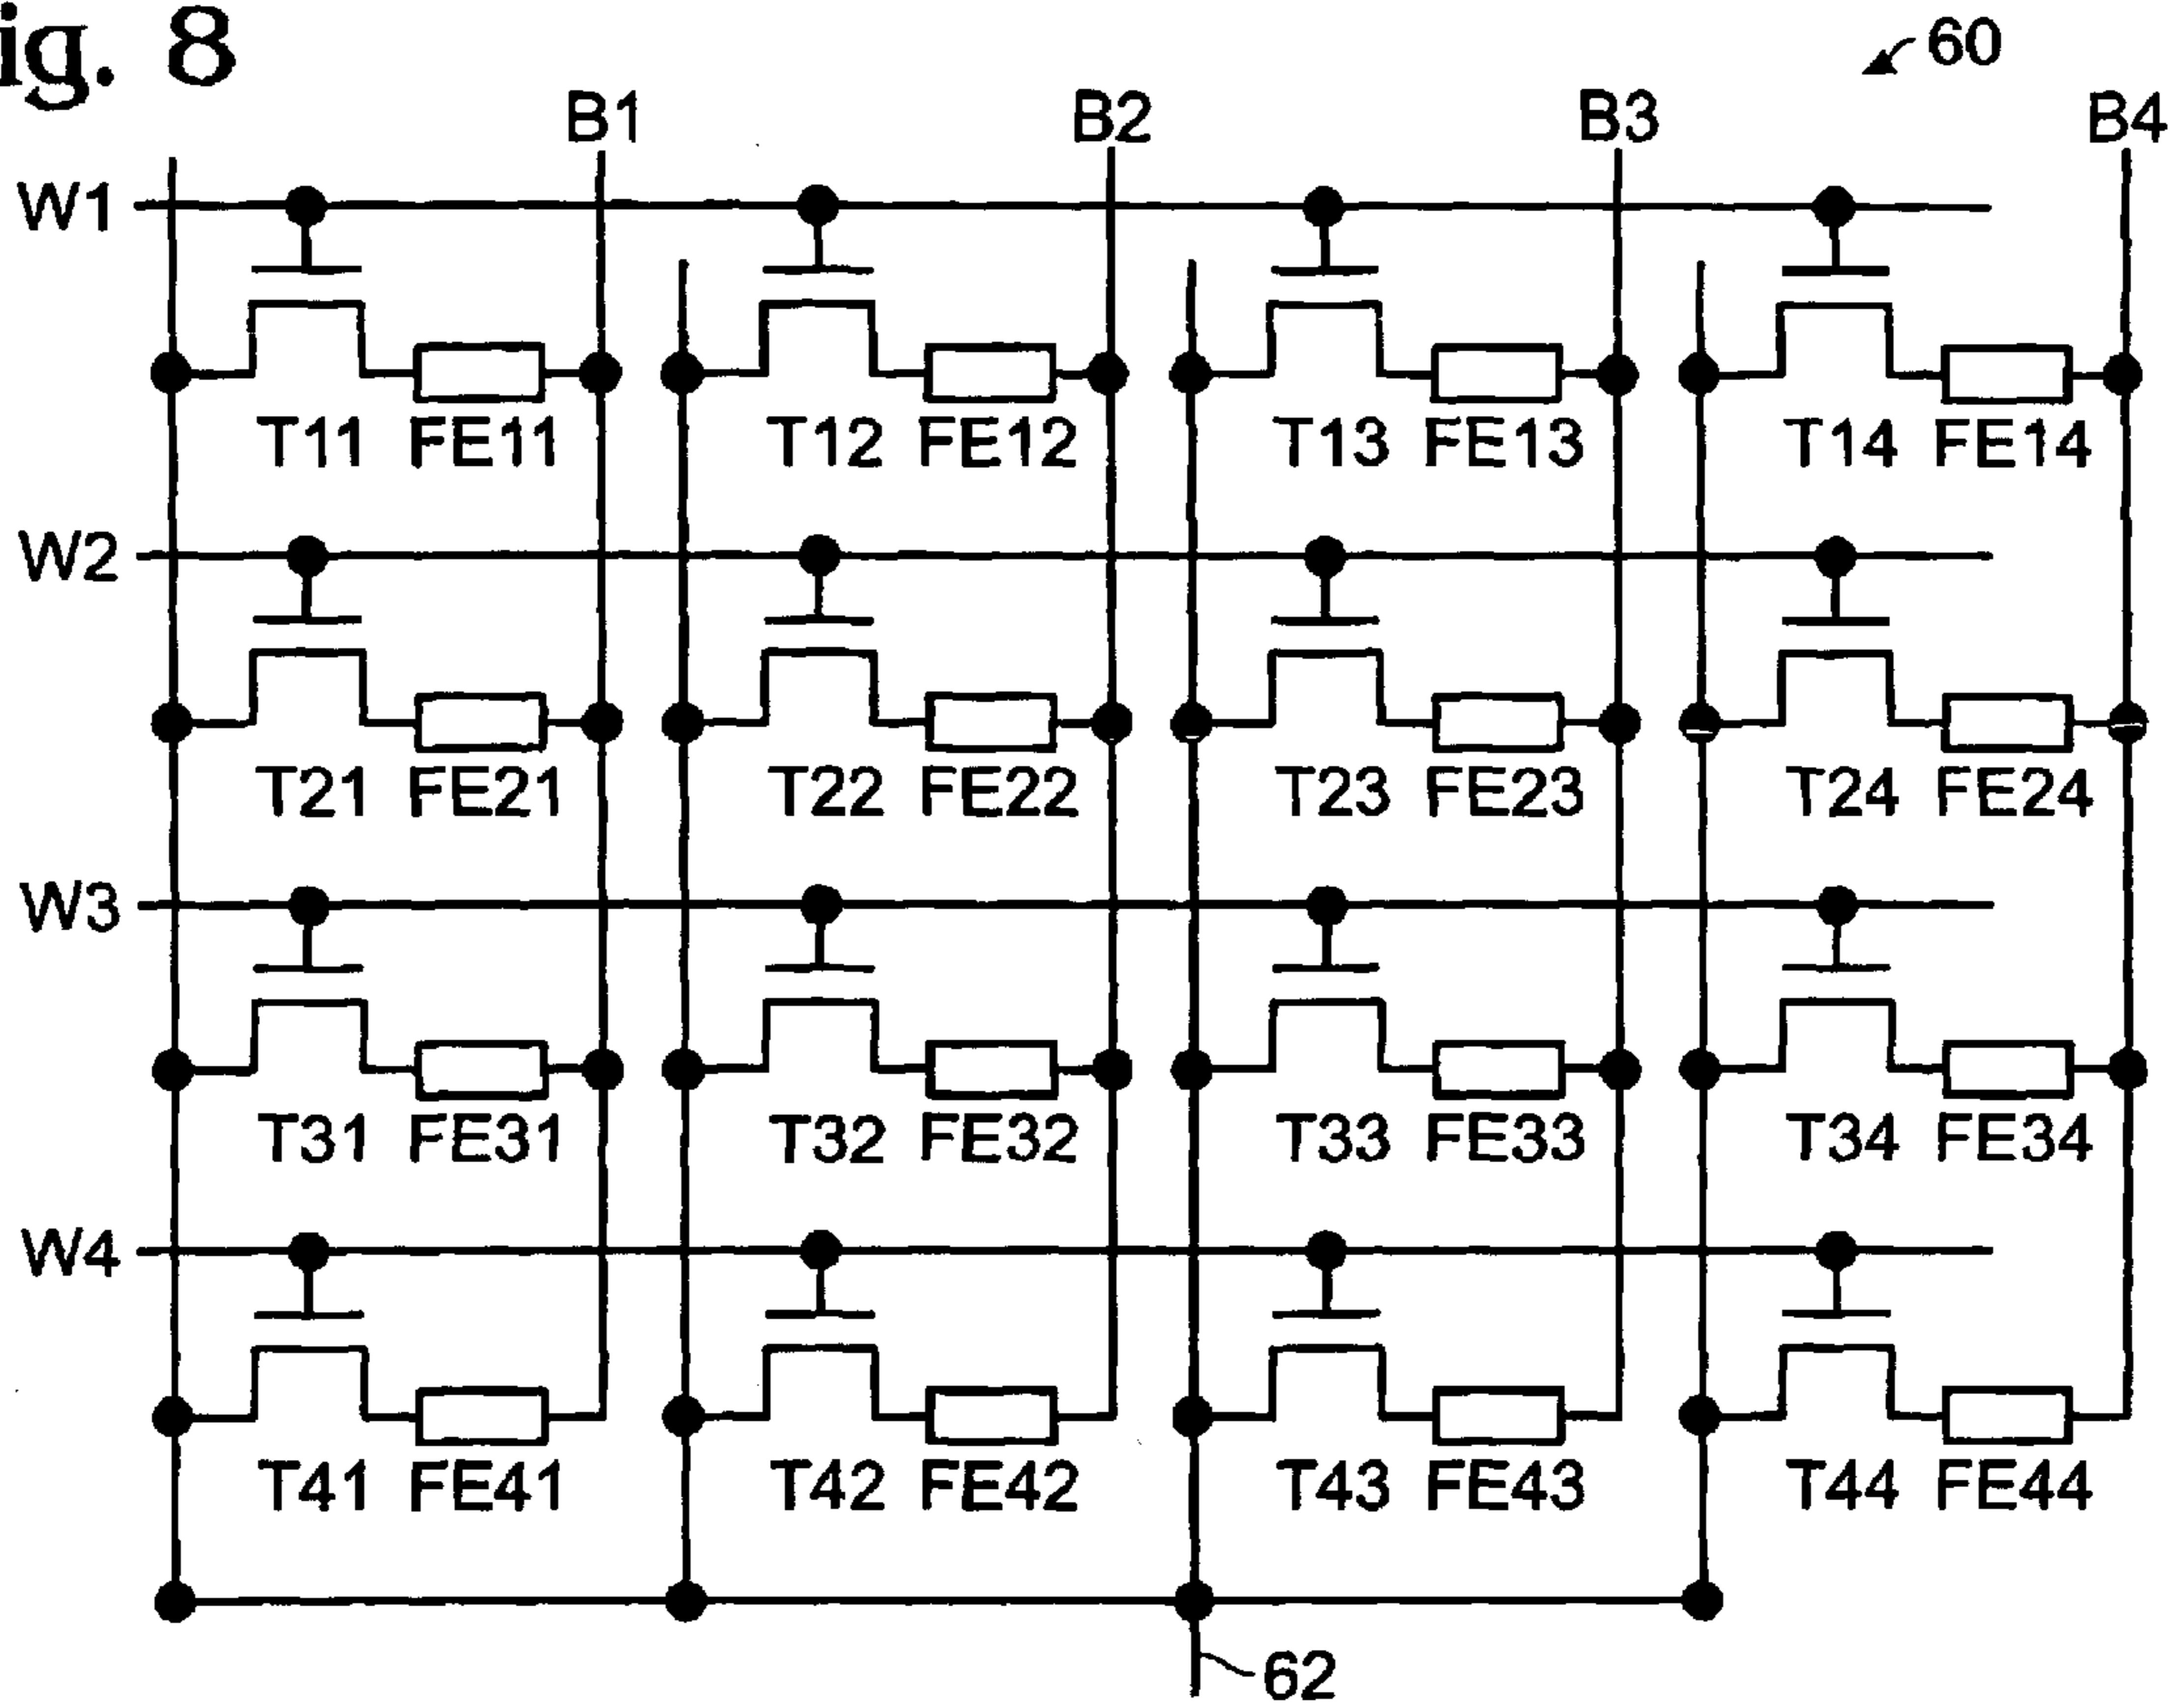 ig. 8
60
B1 B2 B3 B4
W1
T11 FE11 T12 FE12 T13 FE13 T14 FE14
W2
T21 FE21 T22 FE22 T23 FE23 T24 FE24
W3
T31 FE31 T32 FE32 T33 FE33 T34 FE34
W4
T41 FE41 T42 FE42 T43 FE43 T44 FE44
62